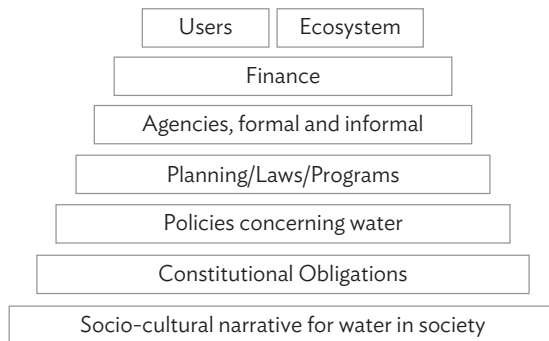 Users Ecosystem
Finance
Agencies, formal and informal
Planning/Laws/Programs
Policies concerning water
Constitutional Obligations
Socio-cultural narrative for water in society